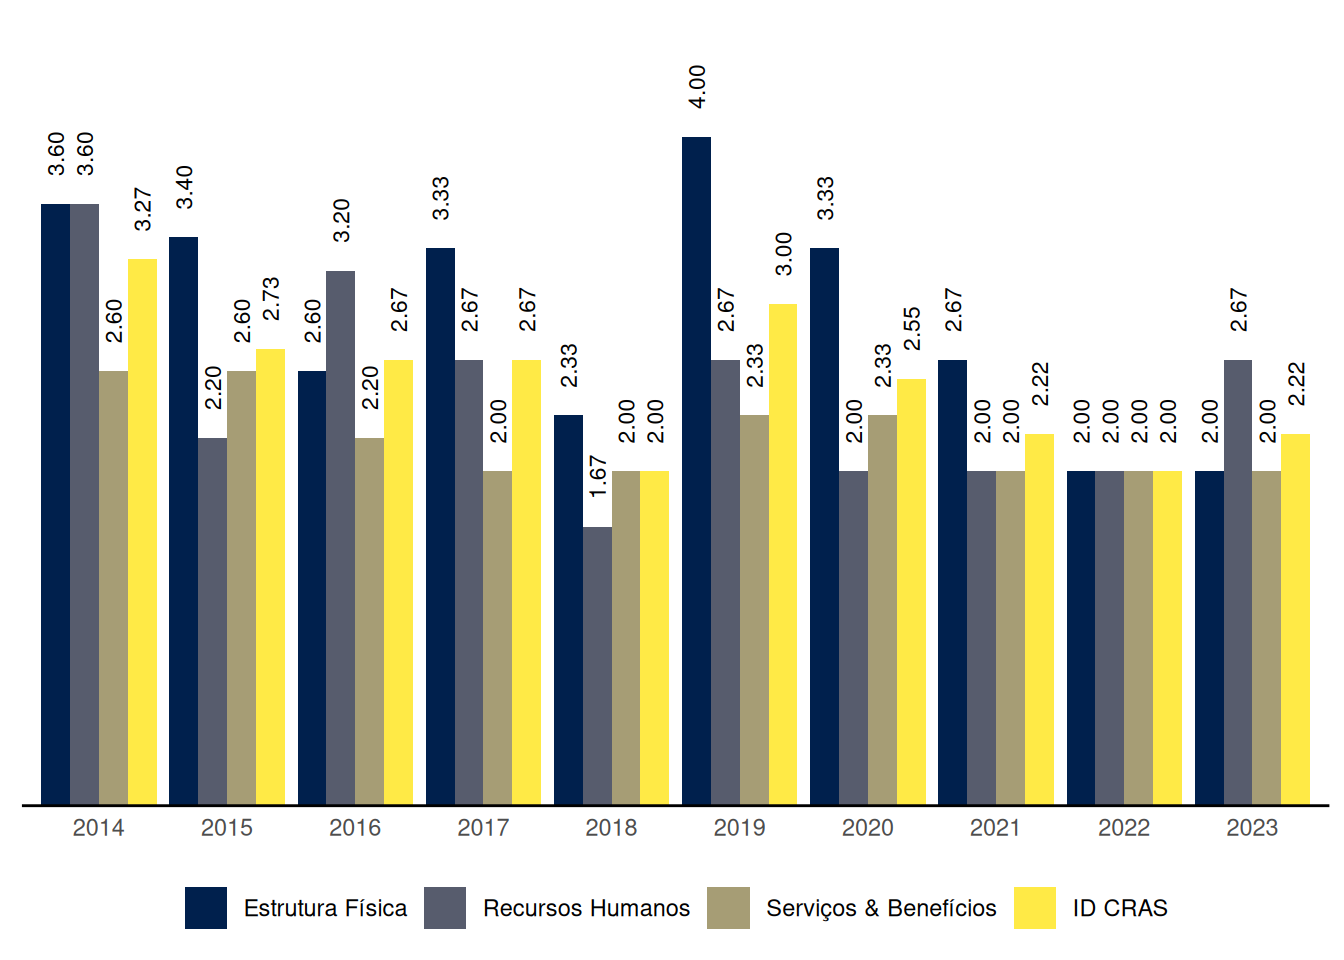 3.60 3.60 2.60 3.27 3.40 2.20 2.60 2.73 2.60 3.20 2.20 2.67 3.33 2.67 2.00 2.67 2.33 1.67 2.00 2.00 4.00 2.67 2.33 3.00 3.33 2.00 2.33 2.55 2.67 2.00 2.00 2.22 2.00 2.00 2.00 2.00 2.00 2.67 2.00 2.22
2014 2015 2016 2017 2018 2019 2020 2021 2022 2023
Estrutura Física Recursos Humanos Serviços & Benefícios ID CRAS